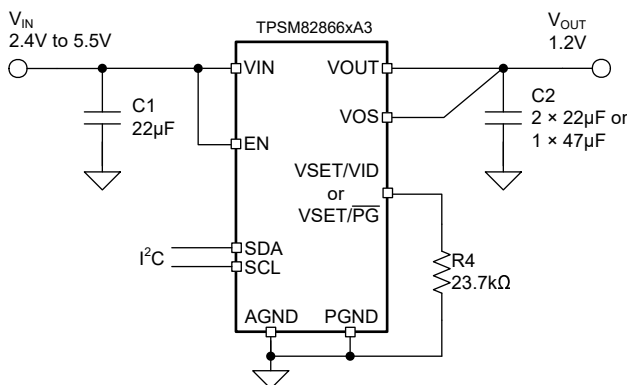 TPSM82866xA3
V_IN
2.4V to 5.5V
V_OUT
1.2V
VIN
VOUT
C1
22µF
C2
2 × 22µF or
1 × 47µF
VOS
EN
VSET/VID
or
VSET/P̅G̅
I²C
SDA
SCL
R4
23.7kΩ
AGND
PGND